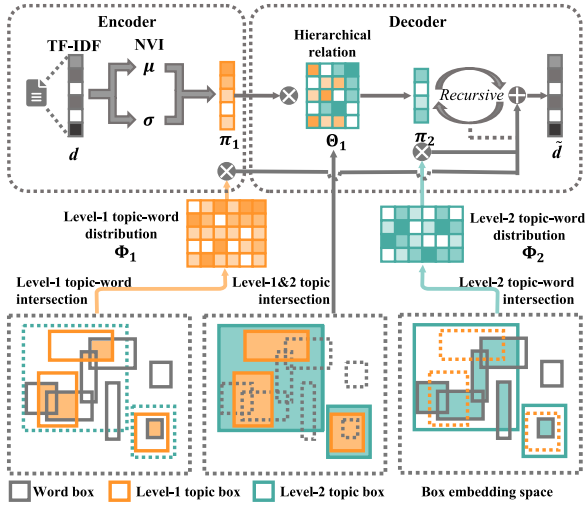 Encoder
Decoder
TF-IDF
NVI
Hierarchical
relation
μ
σ
Recursive
d
π₁
Θ₁
π₂
d̃
Level-1 topic-word
distribution
Φ₁
Level-2 topic-word
distribution
Φ₂
Level-1 topic-word
intersection
Level-1&2 topic
intersection
Level-2 topic-word
intersection
Word box
Level-1 topic box
Level-2 topic box
Box embedding space